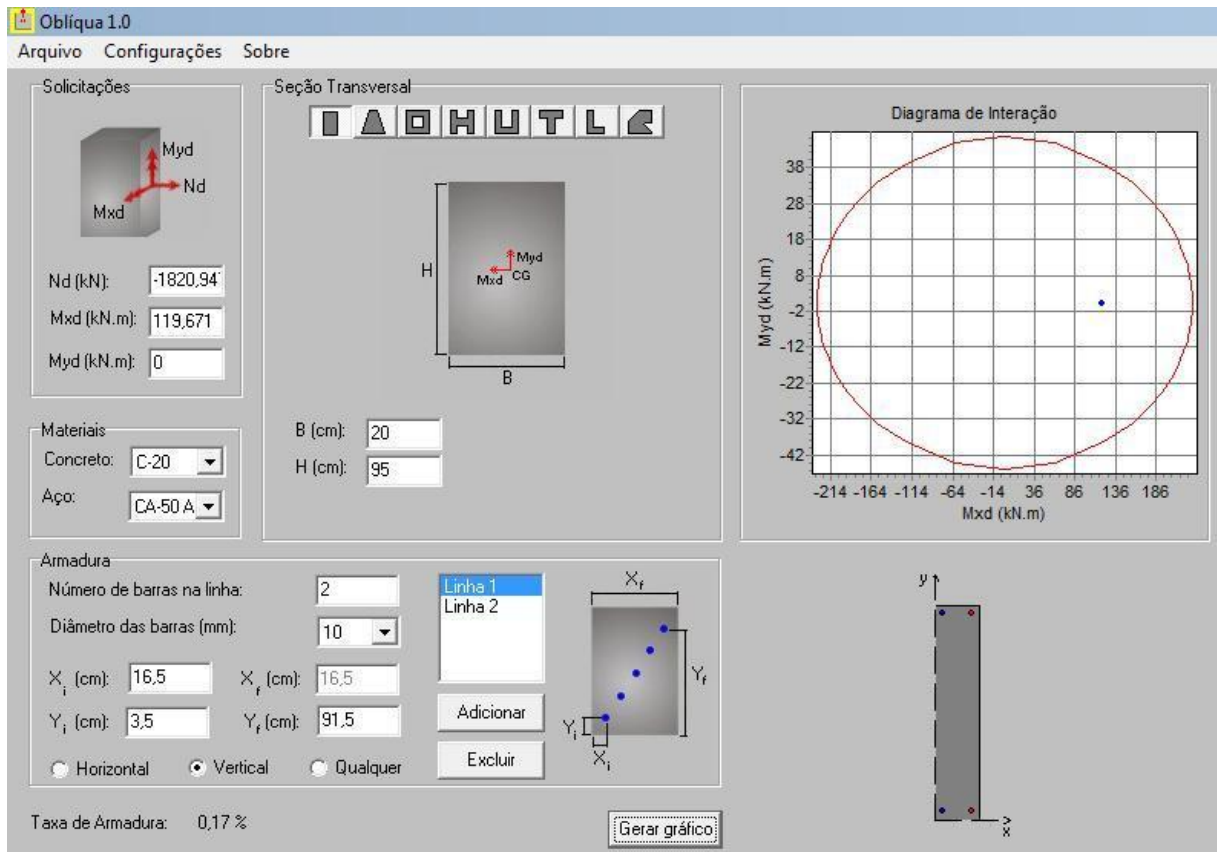 Oblíqua 1.0
Arquivo Configurações Sobre
Solicitações
Myd
Nd
Mxd
Nd (kN): -1820,94
Mxd (kN.m): 119,671
Myd (kN.m): 0
Materiais
Concreto: C-20
Aço: CA-50 A
Seção Transversal
H
Myd
Mxd CG
B
B (cm): 20
H (cm): 95
Diagrama de Interação
Myd (kN.m)
38
28
18
8
-2
-12
-22
-32
-42
-214 -164 -114 -64 -14 36 86 136 186
Mxd (kN.m)
Armadura
Número de barras na linha: 2
Diâmetro das barras (mm): 10
Xi (cm): 16,5 Xf (cm): 16,5
Yi (cm): 3,5 Yf (cm): 91,5
Horizontal Vertical Qualquer
Linha 1
Linha 2
Adicionar
Excluir
Xf
Yf
Yi
Xi
Taxa de Armadura: 0,17 %
Gerar gráfico
y
x